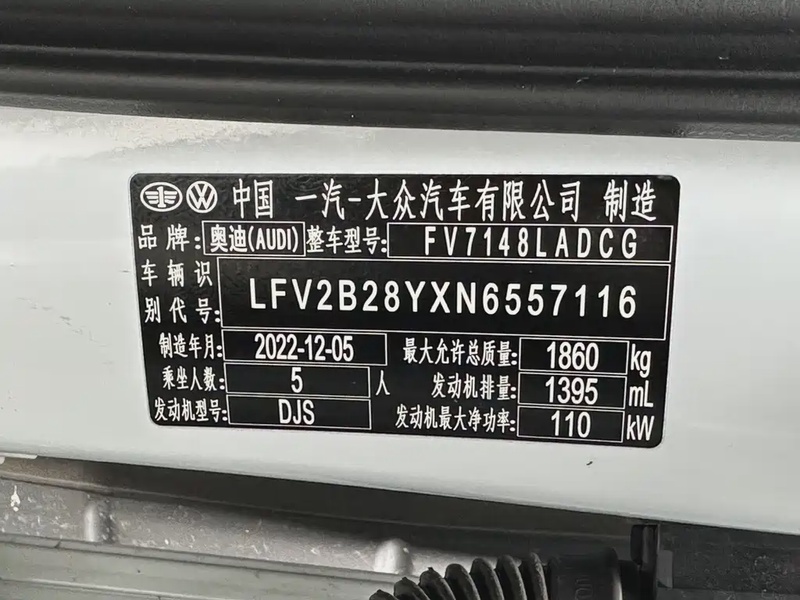 中国 一汽-大众汽车有限公司 制造
品牌: 奥迪(AUDI) 整车型号: FV7148LADCG
车辆识别代号: LFV2B28YXN6557116
制造年月: 2022-12-05 最大允许总质量: 1860 kg
乘坐人数: 5 人 发动机排量: 1395 mL
发动机型号: DJS 发动机最大净功率: 110 kW